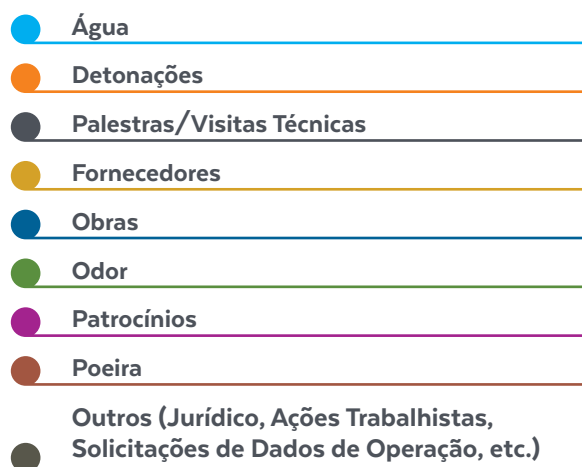 Água
Detonações
Palestras/Visitas Técnicas
Fornecedores
Obras
Odor
Patrocínios
Poeira
Outros (Jurídico, Ações Trabalhistas,
Solicitações de Dados de Operação, etc.)